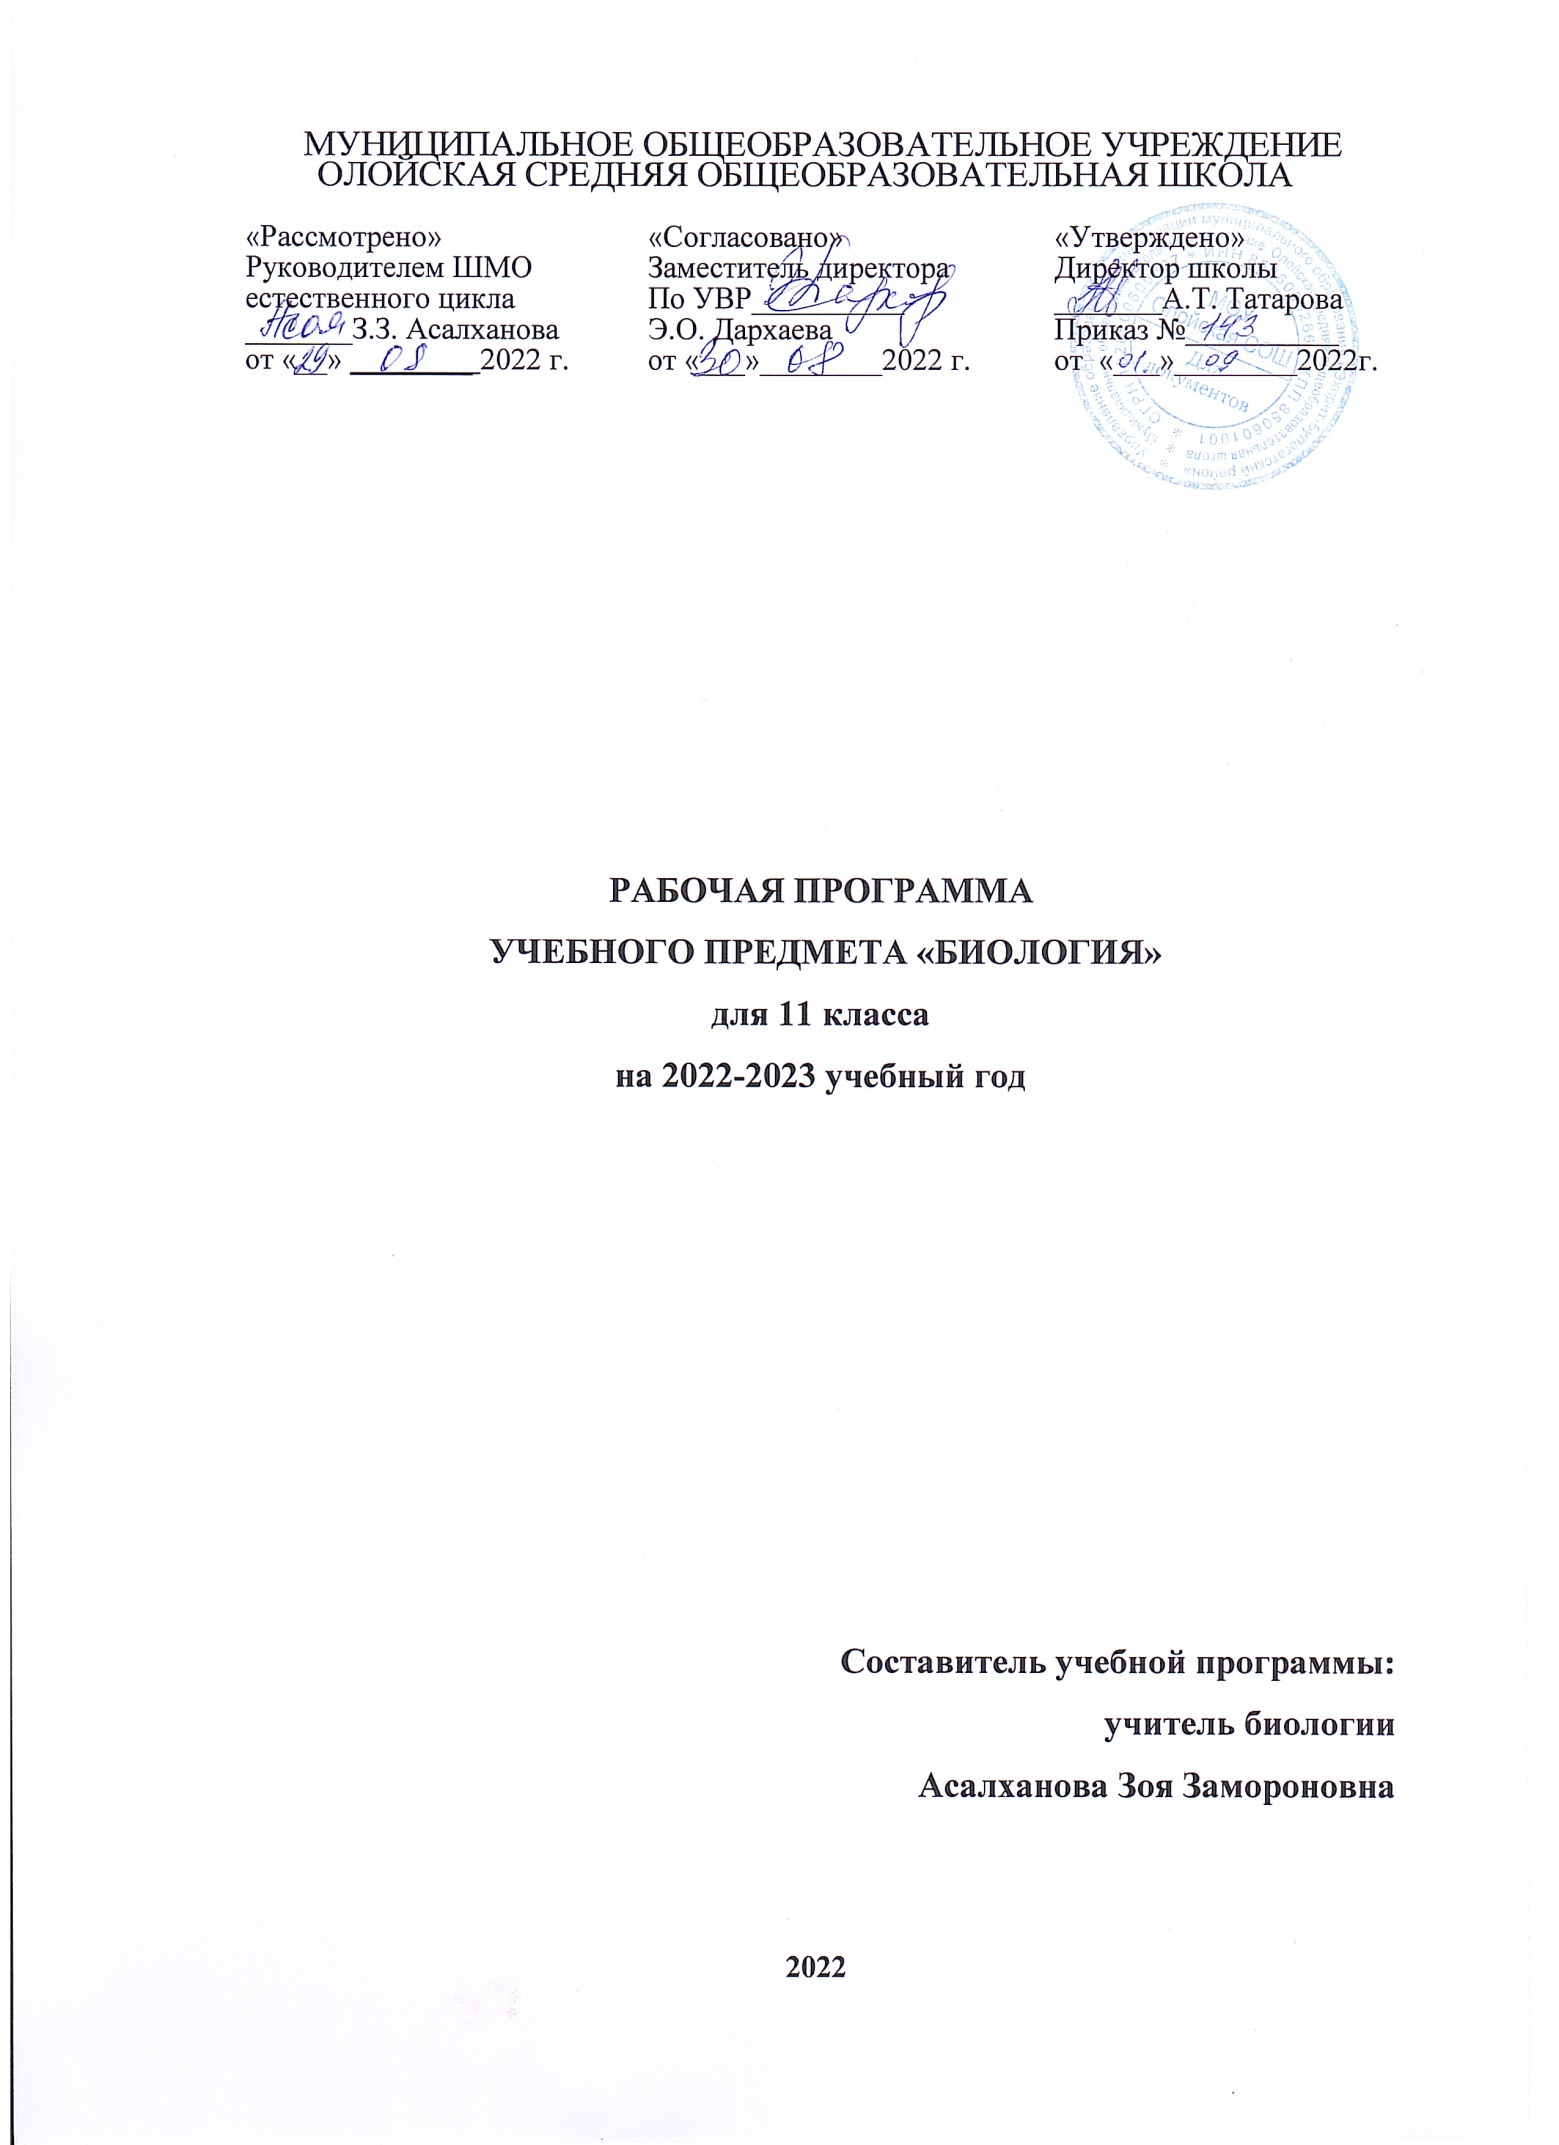 МУНИЦИПАЛЬНОЕ ОБЩЕОБРАЗОВАТЕЛЬНОЕ УЧРЕЖДЕНИЕ
ОЛОЙСКАЯ СРЕДНЯЯ ОБЩЕОБРАЗОВАТЕЛЬНАЯ ШКОЛА
«Рассмотрено»
Руководителем ШМО
естественного цикла
Асал З.З. Асалханова
от «29» 08 2022 г.
«Согласовано»
Заместитель директора
По УВР
Э.О. Дархаева
от «30» 08 2022 г.
«Утверждено»
Директор школы
А.Т. Татарова
Приказ № 143
от «01» 09 2022г.
для
документов
РАБОЧАЯ ПРОГРАММА
УЧЕБНОГО ПРЕДМЕТА «БИОЛОГИЯ»
для 11 класса
на 2022-2023 учебный год
Составитель учебной программы:
учитель биологии
Асалханова Зоя Замороновна
2022